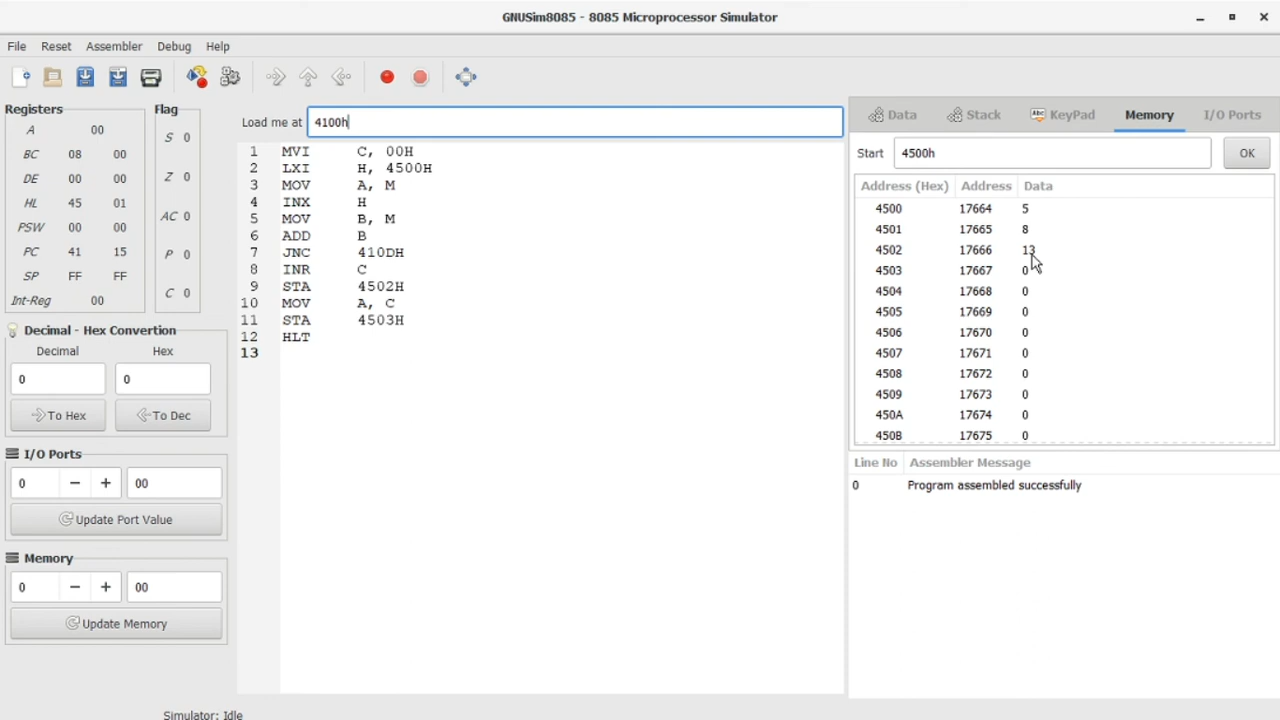 GNUSim8085 - 8085 Microprocessor Simulator
File Reset Assembler Debug Help
Registers
A 00
BC 08 00
DE 00 00
HL 45 01
PSW 00 00
PC 41 15
SP FF FF
Int-Reg 00
Flag
S 0
Z 0
AC 0
P 0
C 0
Decimal - Hex Convertion
Decimal Hex
0 0
To Hex To Dec
I/O Ports
0 − + 00
Update Port Value
Memory
0 − + 00
Update Memory
Load me at 4100h
1 MVI C, 00H
2 LXI H, 4500H
3 MOV A, M
4 INX H
5 MOV B, M
6 ADD B
7 JNC 410DH
8 INR C
9 STA 4502H
10 MOV A, C
11 STA 4503H
12 HLT
13
Data Stack Abc KeyPad Memory I/O Ports
Start 4500h OK
Address (Hex) Address Data
4500 17664 5
4501 17665 8
4502 17666 13
4503 17667 0
4504 17668 0
4505 17669 0
4506 17670 0
4507 17671 0
4508 17672 0
4509 17673 0
450A 17674 0
450B 17675 0
Line No Assembler Message
0 Program assembled successfully
Simulator: Idle